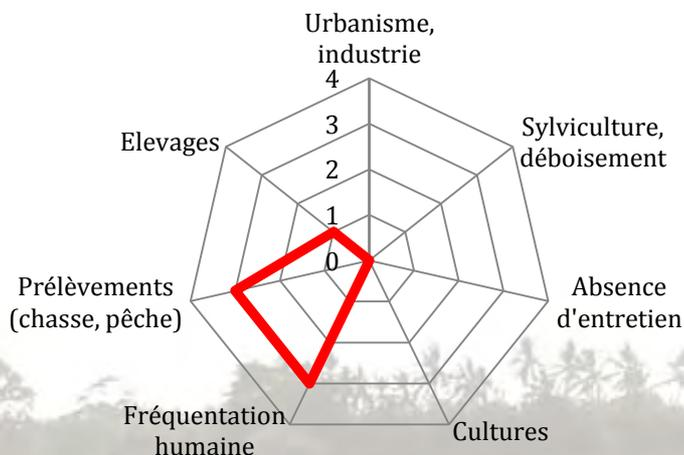 Urbanisme,
industrie
4
3
2
1
0
Sylviculture,
déboisement
Absence
d'entretien
Cultures
Fréquentation
humaine
Prélèvements
(chasse, pêche)
Elevages